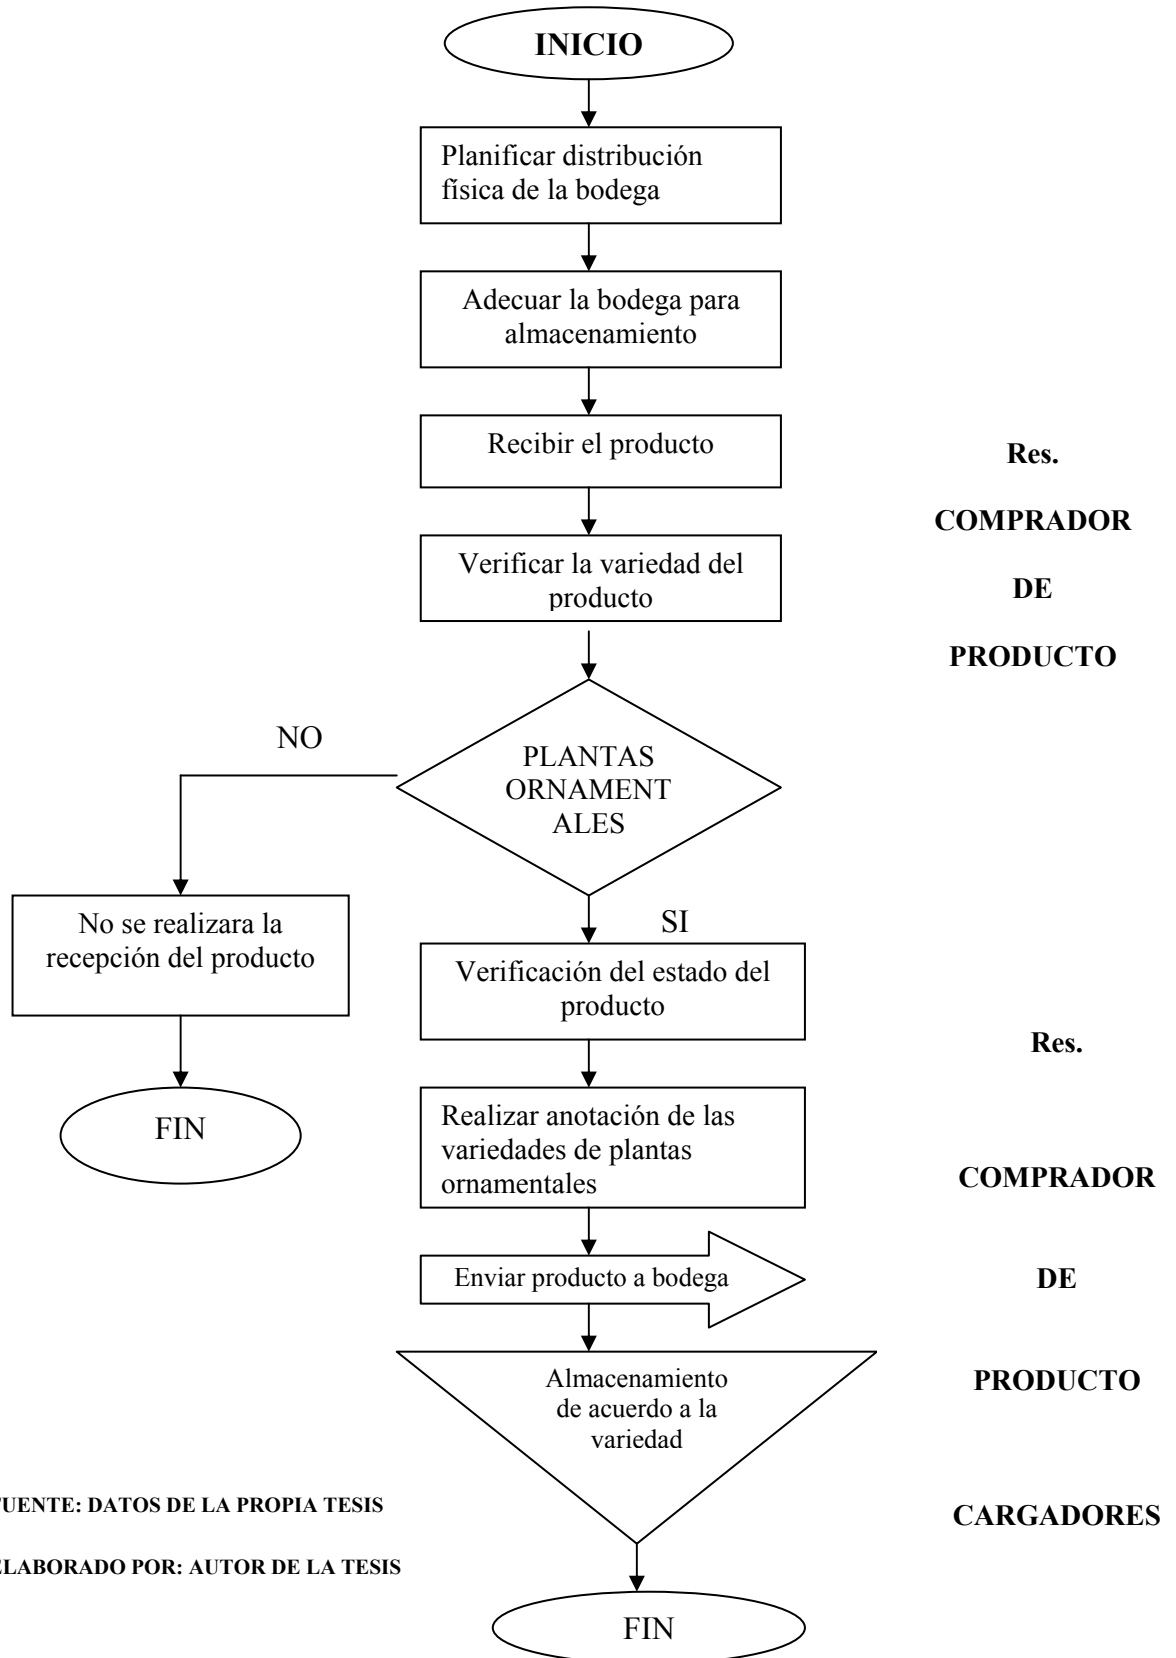 INICIO
Planificar distribución
física de la bodega
Adecuar la bodega para
almacenamiento
Recibir el producto
Res.
COMPRADOR
Verificar la variedad del
producto
DE
PRODUCTO
NO
PLANTAS
ORNAMENT
ALES
SI
No se realizara la
recepción del producto
Verificación del estado del
producto
Res.
FIN
Realizar anotación de las
variedades de plantas
ornamentales
COMPRADOR
Enviar producto a bodega
DE
Almacenamiento
de acuerdo a la
variedad
PRODUCTO
UENTE: DATOS DE LA PROPIA TESIS
CARGADORES
ELABORADO POR: AUTOR DE LA TESIS
FIN